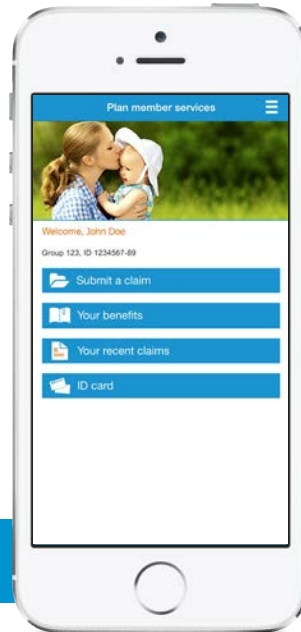 Plan member services
Welcome, John Doe
Group 123, ID 1234567-89
Submit a claim
Your benefits
Your recent claims
ID card